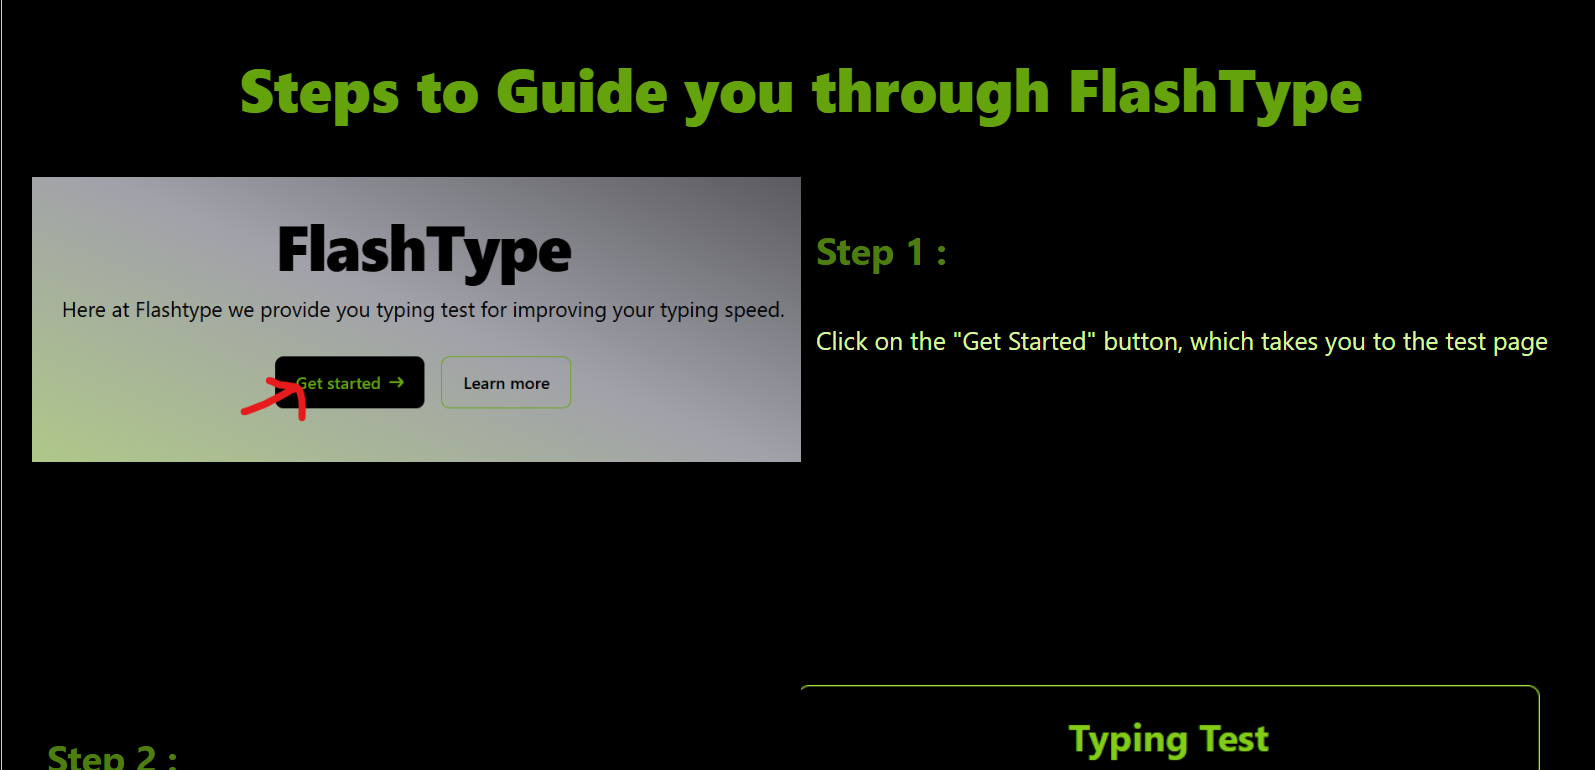 Steps to Guide you through FlashType
FlashType
Here at Flashtype we provide you typing test for improving your typing speed.
Get started →
Learn more
Step 1 :
Click on the "Get Started" button, which takes you to the test page
Step 2 :
Typing Test